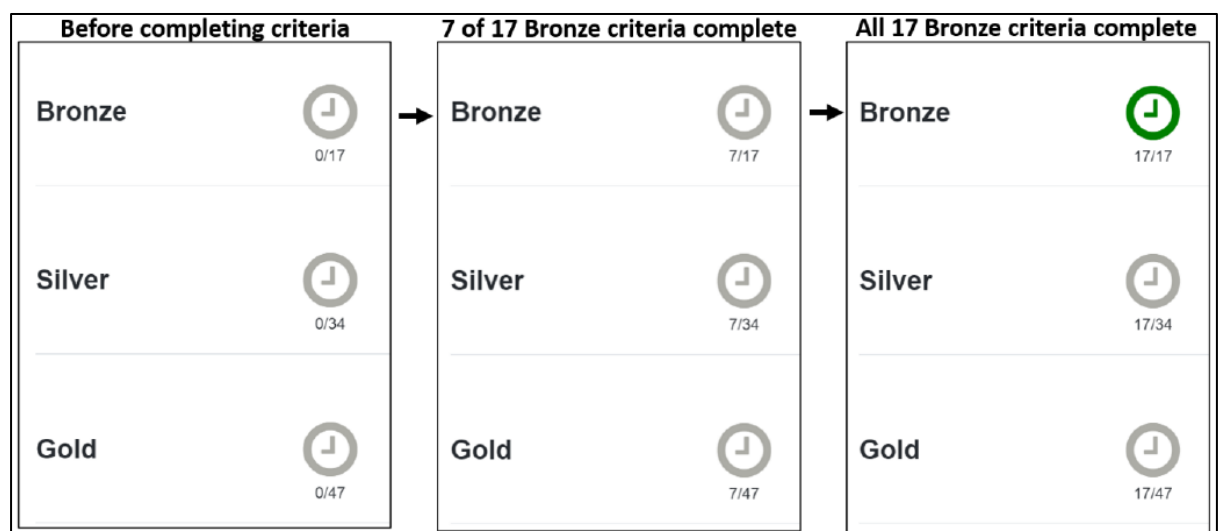 Before completing criteria
Bronze
0/17
Silver
0/34
Gold
0/47
7 of 17 Bronze criteria complete
Bronze
7/17
Silver
7/34
Gold
7/47
All 17 Bronze criteria complete
Bronze
17/17
Silver
17/34
Gold
17/47